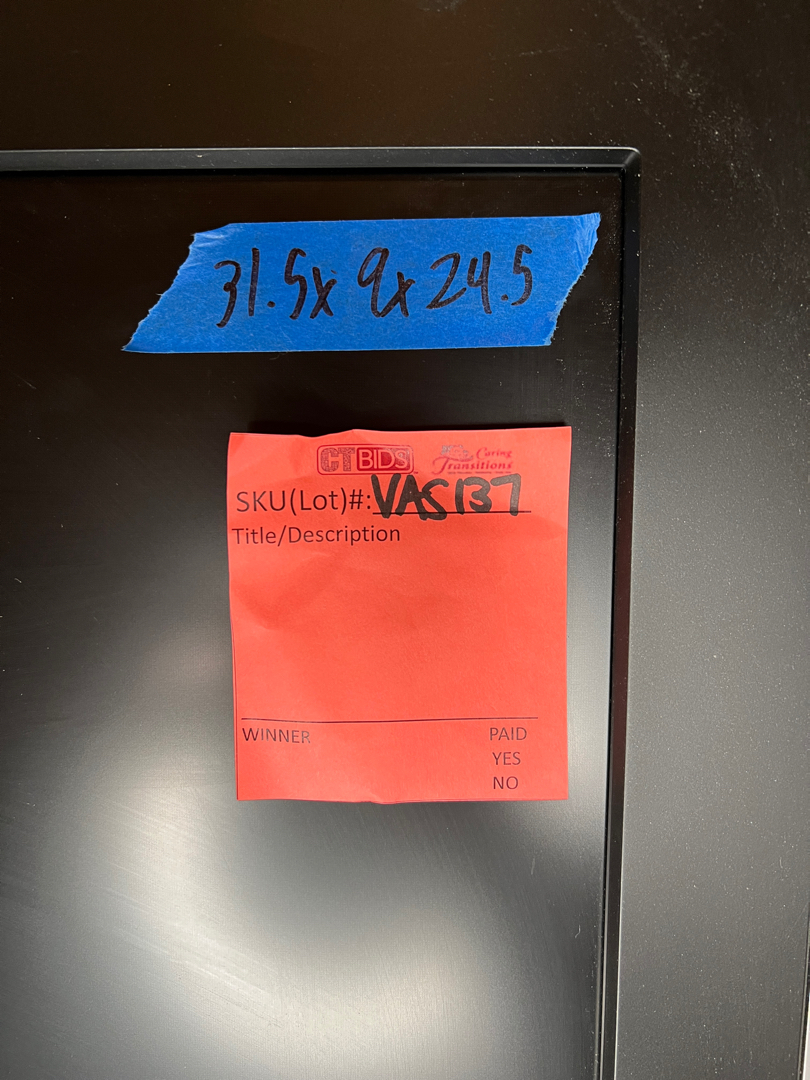 31.5x 9x 24.5
CTBIDS
Caring
Transitions
SKU(Lot)#:VAS137
Title/Description
WINNER
PAID
YES
NO